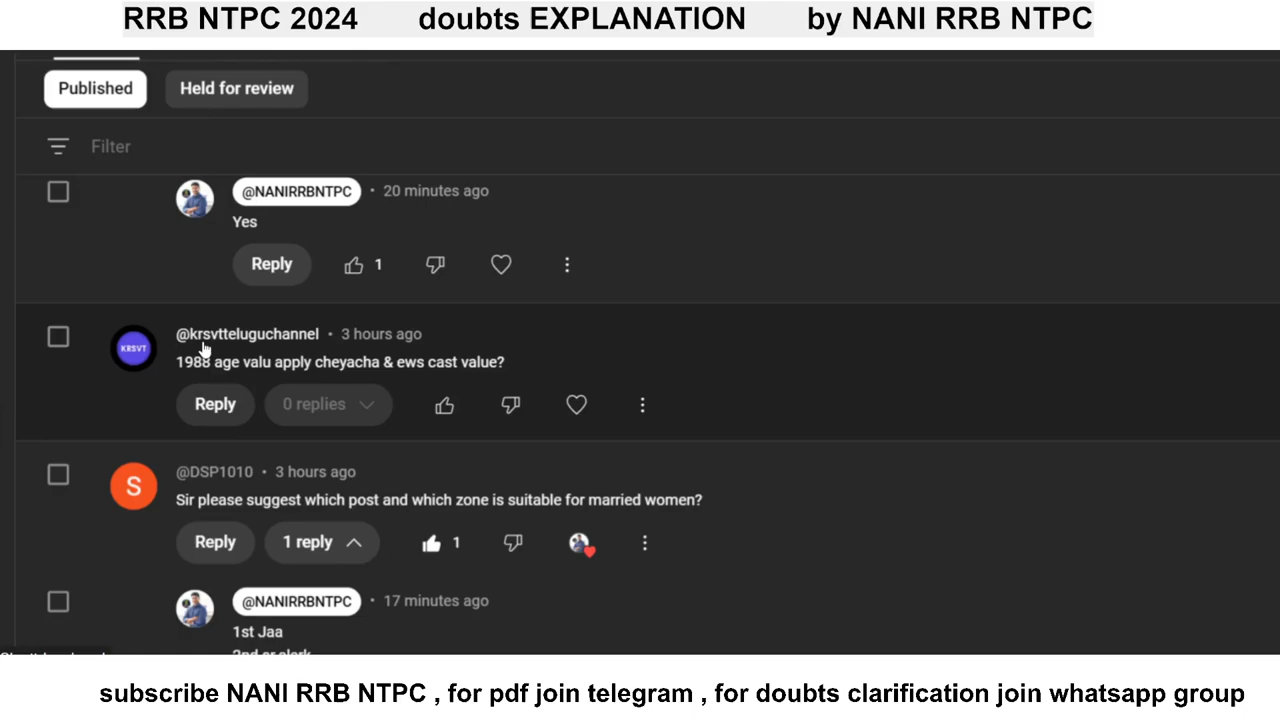 RRB NTPC 2024 doubts EXPLANATION by NANI RRB NTPC
Published Held for review
Filter
@NANIRRBNTPC • 20 minutes ago
Yes
Reply 1
@krsvtteluguchannel • 3 hours ago
KRSVT
1988 age valu apply cheyacha & ews cast value?
Reply 0 replies
@DSP1010 • 3 hours ago
S
Sir please suggest which post and which zone is suitable for married women?
Reply 1 reply 1
@NANIRRBNTPC • 17 minutes ago
1st Jaa
subscribe NANI RRB NTPC , for pdf join telegram , for doubts clarification join whatsapp group